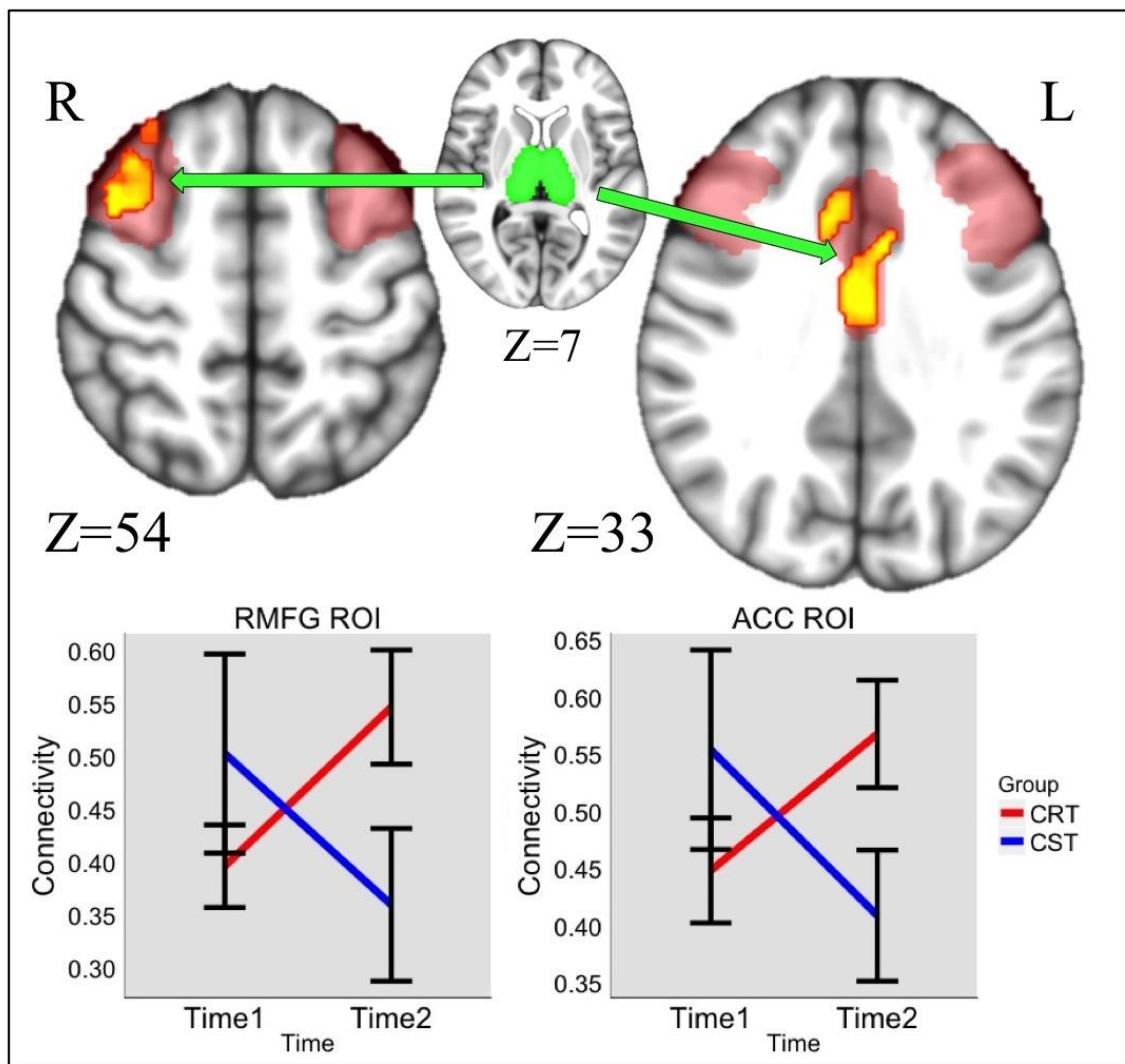 R
L
Z=7
Z=54
Z=33
RMFG ROI
0.60
0.55
0.50
0.45
0.40
0.35
0.30
Connectivity
Time1
Time2
Time
ACC ROI
0.65
0.60
0.55
0.50
0.45
0.40
0.35
Connectivity
Time1
Time2
Time
Group
CRT
CST